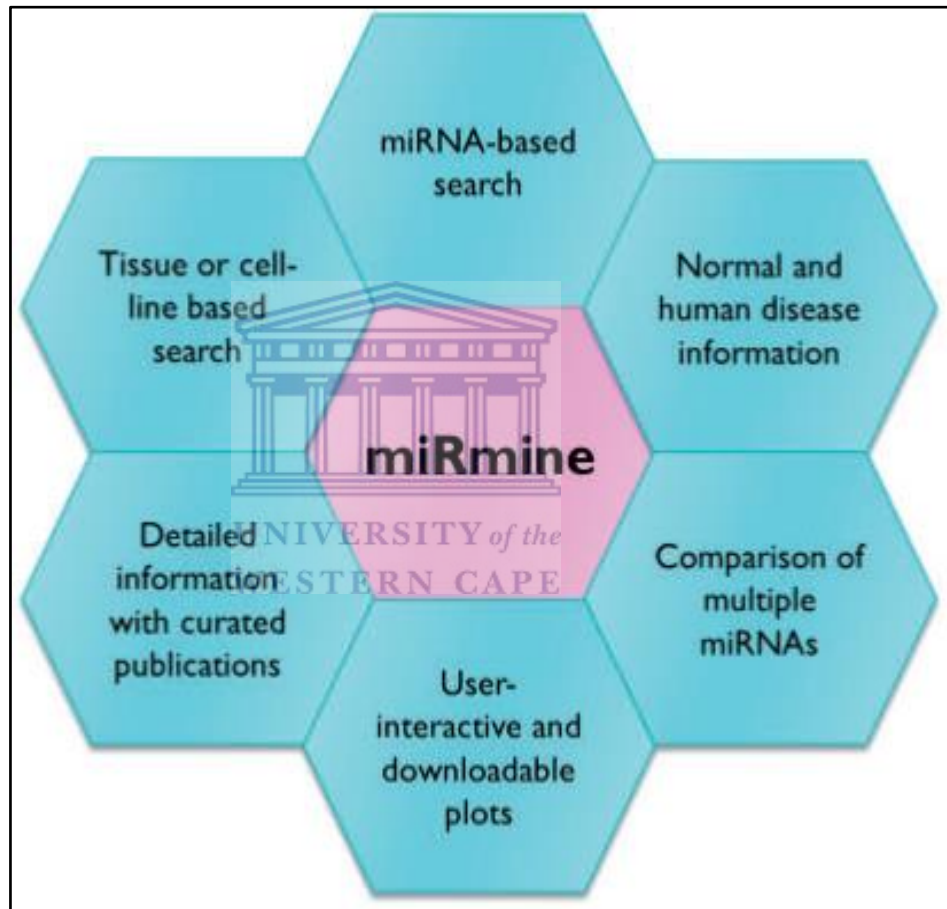 miRNA-based
search
Tissue or cell-
line based
search
Normal and
human disease
information
miRmine
UNIVERSITY of the
WESTERN CAPE
Detailed
information
with curated
publications
Comparison of
multiple
miRNAs
User-
interactive and
downloadable
plots